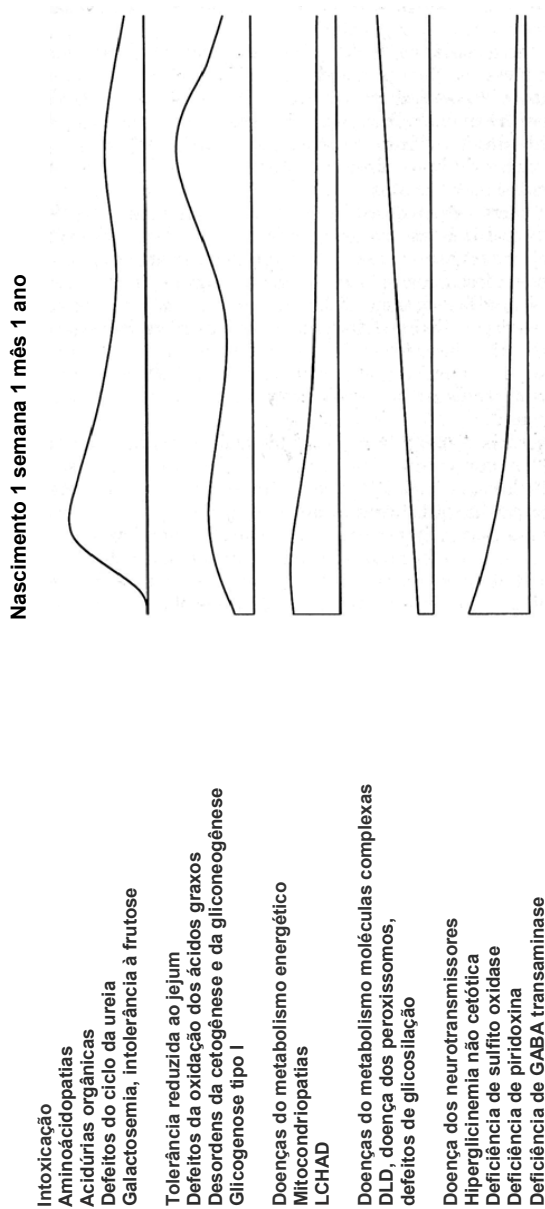 Nascimento 1 semana 1 mês 1 ano
Intoxicação
Aminoácidopatias
Acidúrias orgânicas
Defeitos do ciclo da ureia
Galactosemia, intolerância à frutose
Tolerância reduzida ao jejum
Defeitos da oxidação dos ácidos graxos
Desordens da cetogênese e da gliconeogênese
Glicogenose tipo I
Doenças do metabolismo energético
Mitocondriopatias
LCHAD
Doenças do metabolismo moléculas complexas
DLD, doença dos peroxissomos,
defeitos de glicosilação
Doença dos neurotransmissores
Hiperglicinemia não cetótica
Deficiência de sulfito oxidase
Deficiência de piridoxina
Deficiência de GABA transaminase